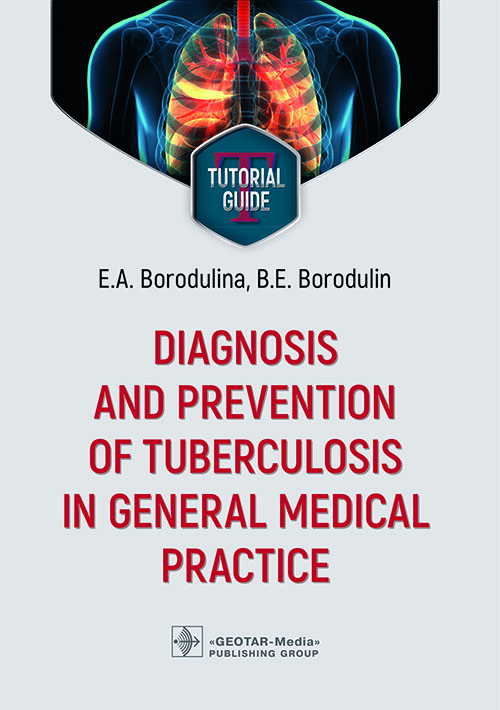 T
TUTORIAL
GUIDE
E.A. Borodulina, B.E. Borodulin
DIAGNOSIS
AND PREVENTION
OF TUBERCULOSIS
IN GENERAL MEDICAL
PRACTICE
«GEOTAR-Media»
PUBLISHING GROUP